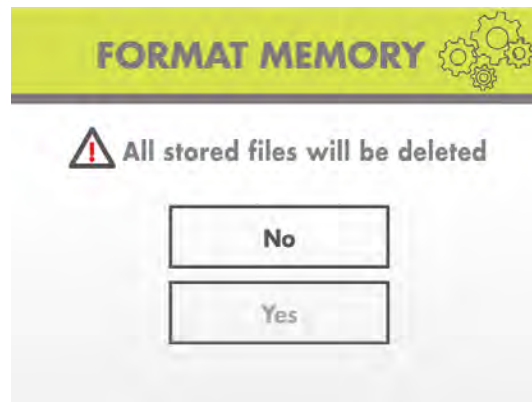 FORMAT MEMORY
All stored files will be deleted
No
Yes